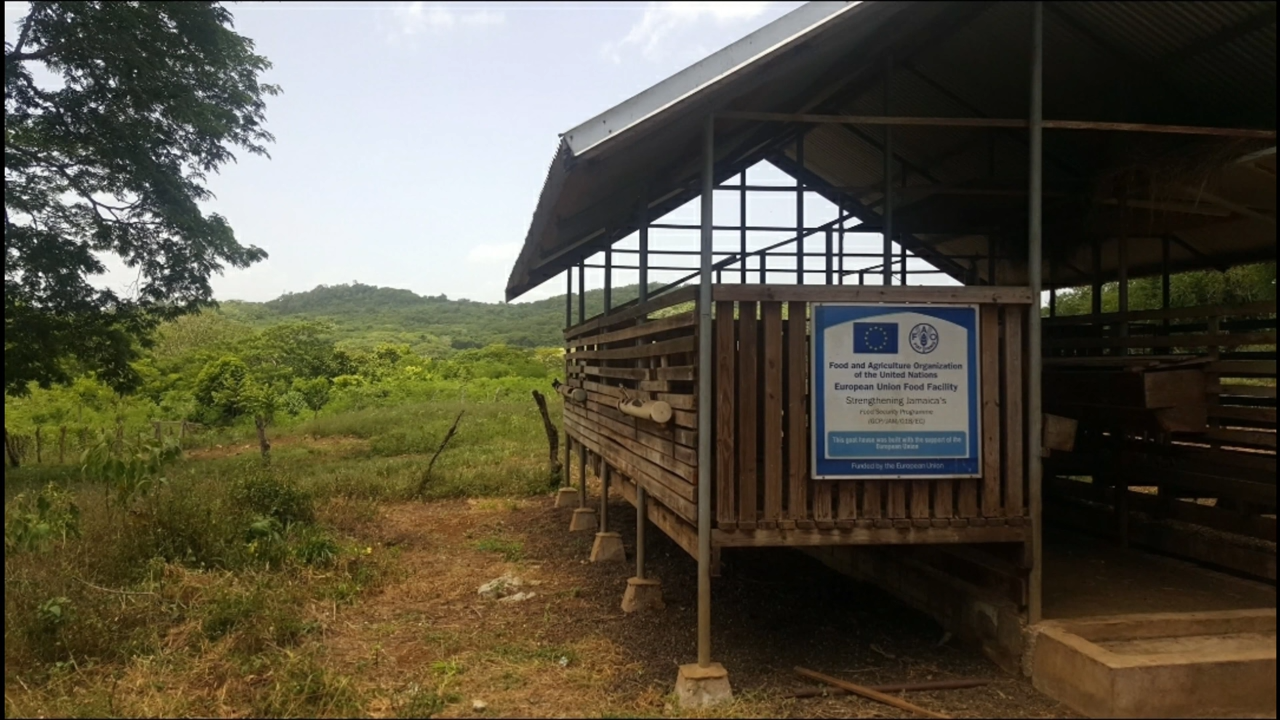 FAO
Food and Agriculture Organization
of the United Nations
European Union Food Facility
Strengthening Jamaica's
Food Security Programme
This goat house was built with the support of the
European Union
Funded by the European Union